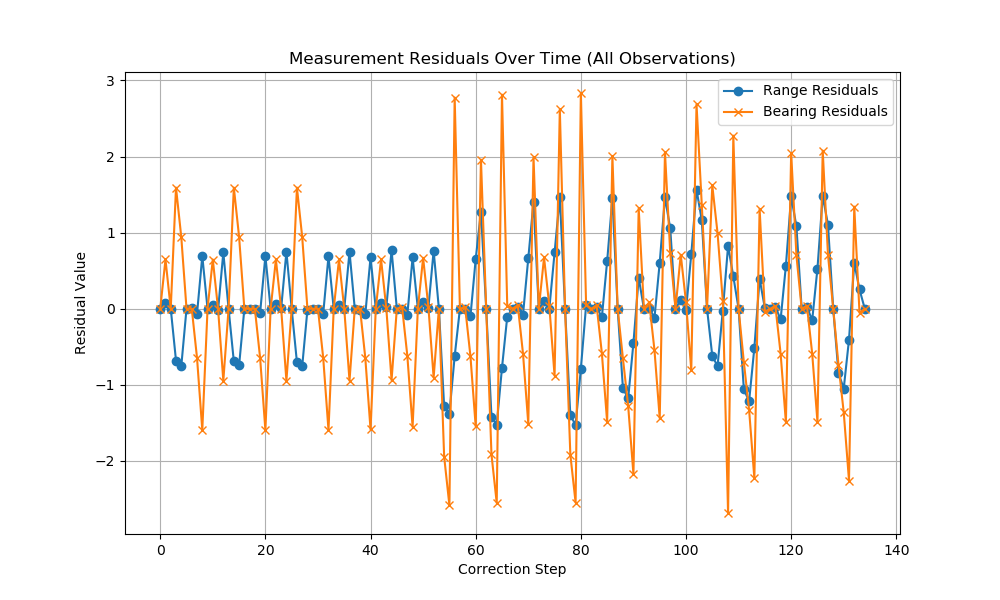 Measurement Residuals Over Time (All Observations)
Range Residuals
Bearing Residuals
3
2
1
0
−1
−2
Residual Value
0 20 40 60 80 100 120 140
Correction Step